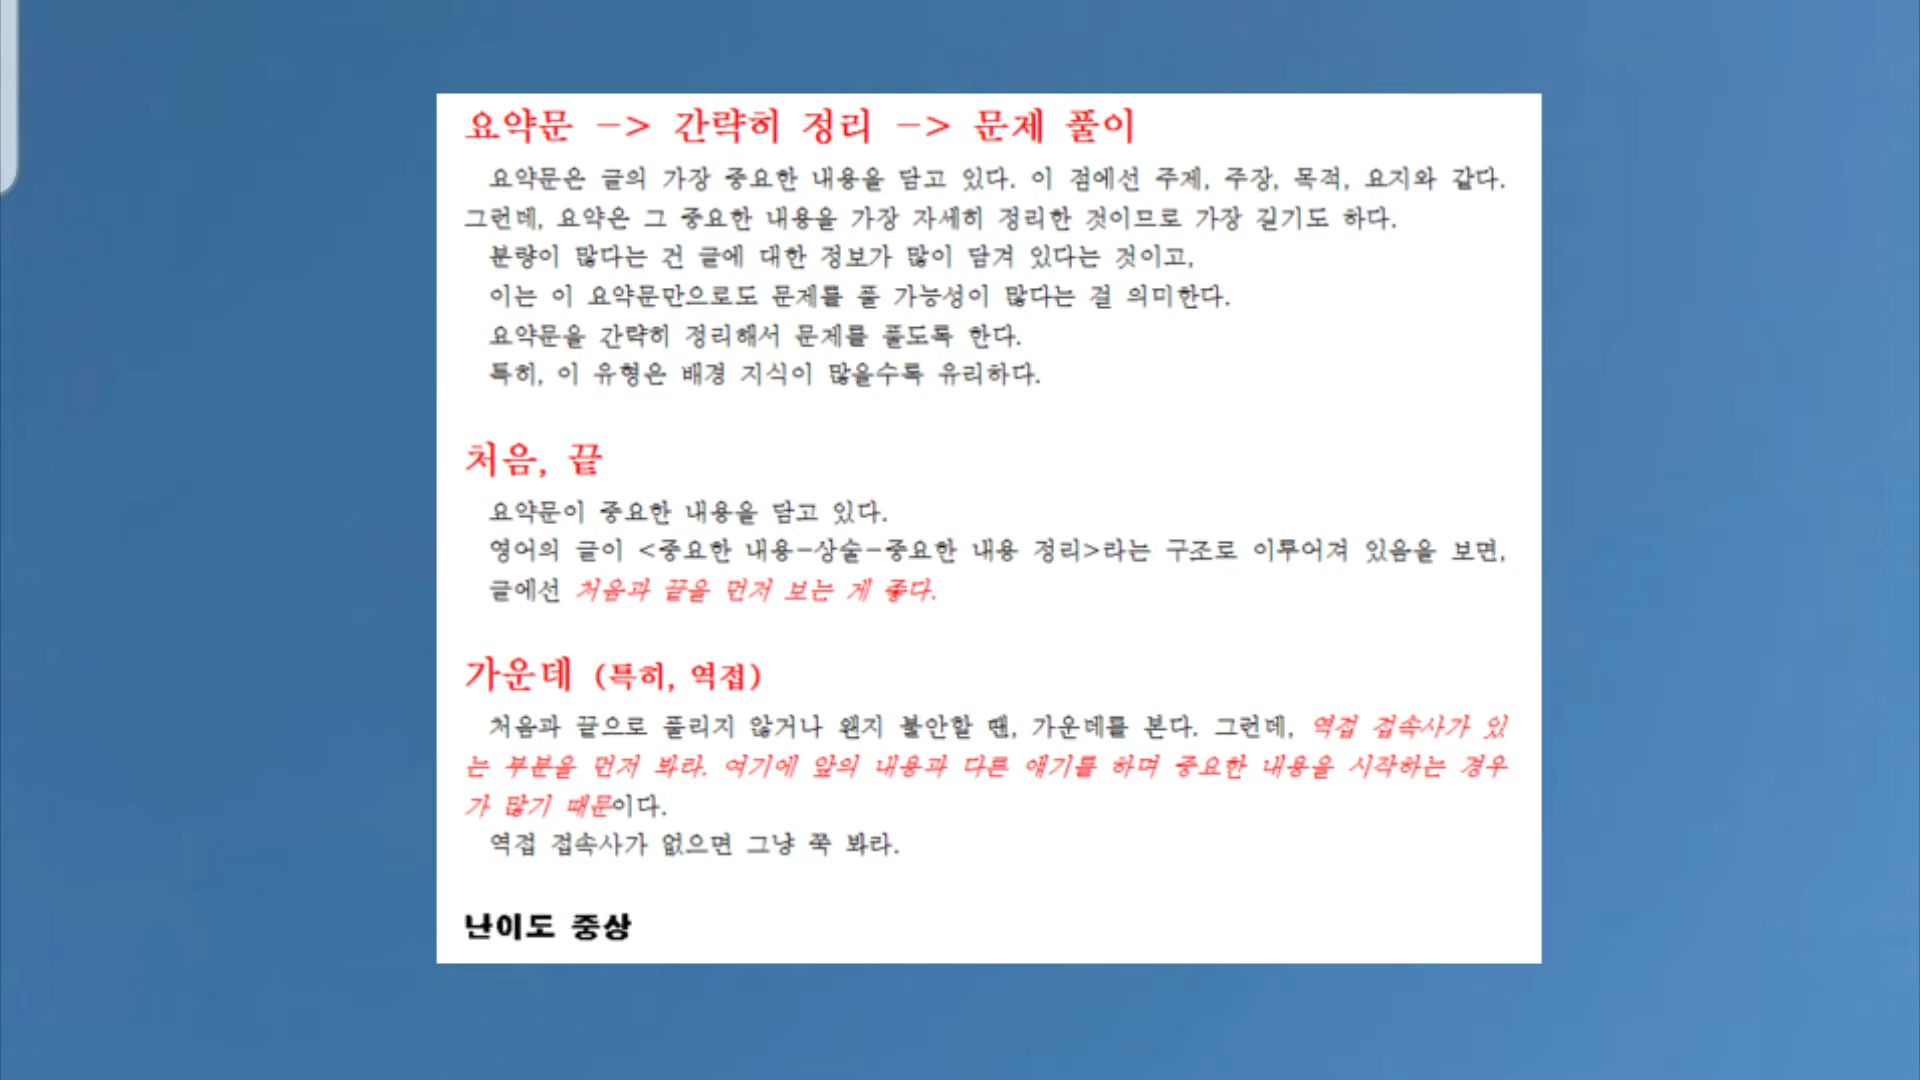 요약문 -> 간략히 정리 -> 문제 풀이
요약문은 글의 가장 중요한 내용을 담고 있다. 이 점에선 주제, 주장, 목적, 요지와 같다.
그런데, 요약은 그 중요한 내용을 가장 자세히 정리한 것이므로 가장 길기도 하다.
분량이 많다는 건 글에 대한 정보가 많이 담겨 있다는 것이고,
이는 이 요약문만으로도 문제를 풀 가능성이 많다는 걸 의미한다.
요약문을 간략히 정리해서 문제를 풀도록 한다.
특히, 이 유형은 배경 지식이 많을수록 유리하다.
처음, 끝
요약문이 중요한 내용을 담고 있다.
영어의 글이 <중요한 내용-상술-중요한 내용 정리>라는 구조로 이루어져 있음을 보면,
글에선 처음과 끝을 먼저 보는 게 좋다.
가운데 (특히, 역접)
처음과 끝으로 풀리지 않거나 왠지 불안할 땐, 가운데를 본다. 그런데, 역접 접속사가 있
는 부분을 먼저 봐라. 여기에 앞의 내용과 다른 얘기를 하며 중요한 내용을 시작하는 경우
가 많기 때문이다.
역접 접속사가 없으면 그냥 쭉 봐라.
난이도 중상